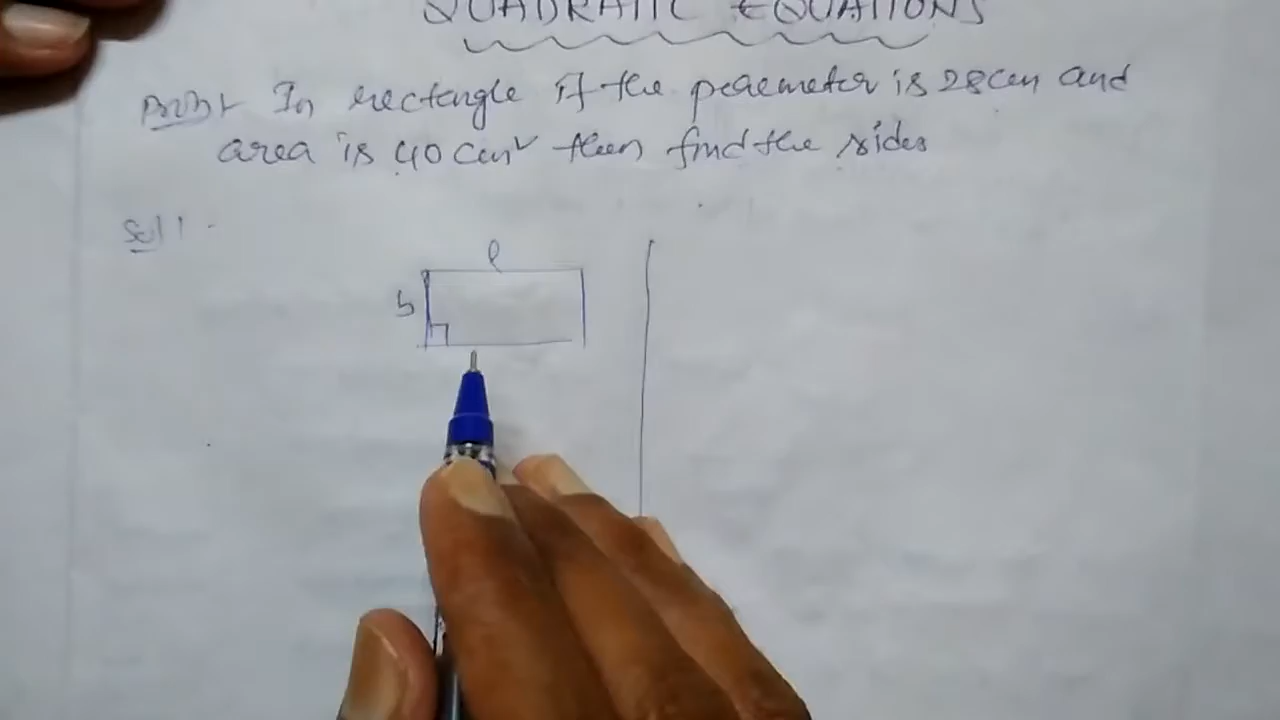 QUADRATIC EQUATIONS
Prob: In rectangle if the peremeter is 28cm and
area is 40 cm² then find the sides
Sol:
l
b